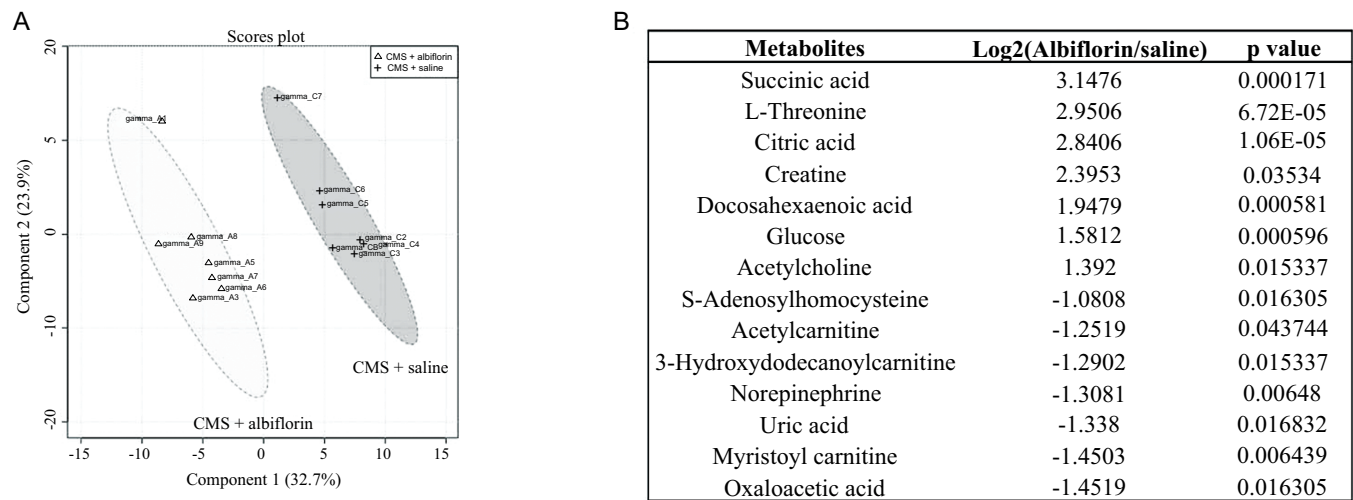 A
Scores plot
CMS + albiflorin
CMS + saline
Component 2 (23.9%)
20
5
0
-10
-20
gamma_C7
gamma_C6
gamma_C5
gamma_C2
gamma_C4
gamma_C8
gamma_C3
gamma_A8
gamma_A9
gamma_A5
gamma_A7
gamma_A6
gamma_A3
CMS + saline
CMS + albiflorin
-15 -10 -5 0 5 10 15
Component 1 (32.7%)
B
Metabolites Log2(Albiflorin/saline) p value
Succinic acid 3.1476 0.000171
L-Threonine 2.9506 6.72E-05
Citric acid 2.8406 1.06E-05
Creatine 2.3953 0.03534
Docosahexaenoic acid 1.9479 0.000581
Glucose 1.5812 0.000596
Acetylcholine 1.392 0.015337
S-Adenosylhomocysteine -1.0808 0.016305
Acetylcarnitine -1.2519 0.043744
3-Hydroxydodecanoylcarnitine -1.2902 0.015337
Norepinephrine -1.3081 0.00648
Uric acid -1.338 0.016832
Myristoyl carnitine -1.4503 0.006439
Oxaloacetic acid -1.4519 0.016305